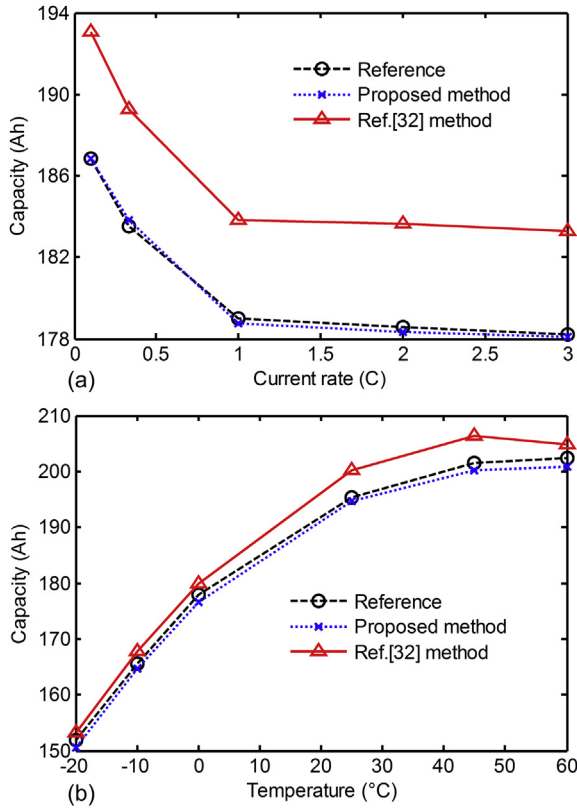 194
190
186
182
178
Capacity (Ah)
Reference
Proposed method
Ref.[32] method
0 0.5 1 1.5 2 2.5 3
(a) Current rate (C)
210
200
190
180
170
160
150
Capacity (Ah)
Reference
Proposed method
Ref.[32] method
-20 -10 0 10 20 30 40 50 60
(b) Temperature (°C)